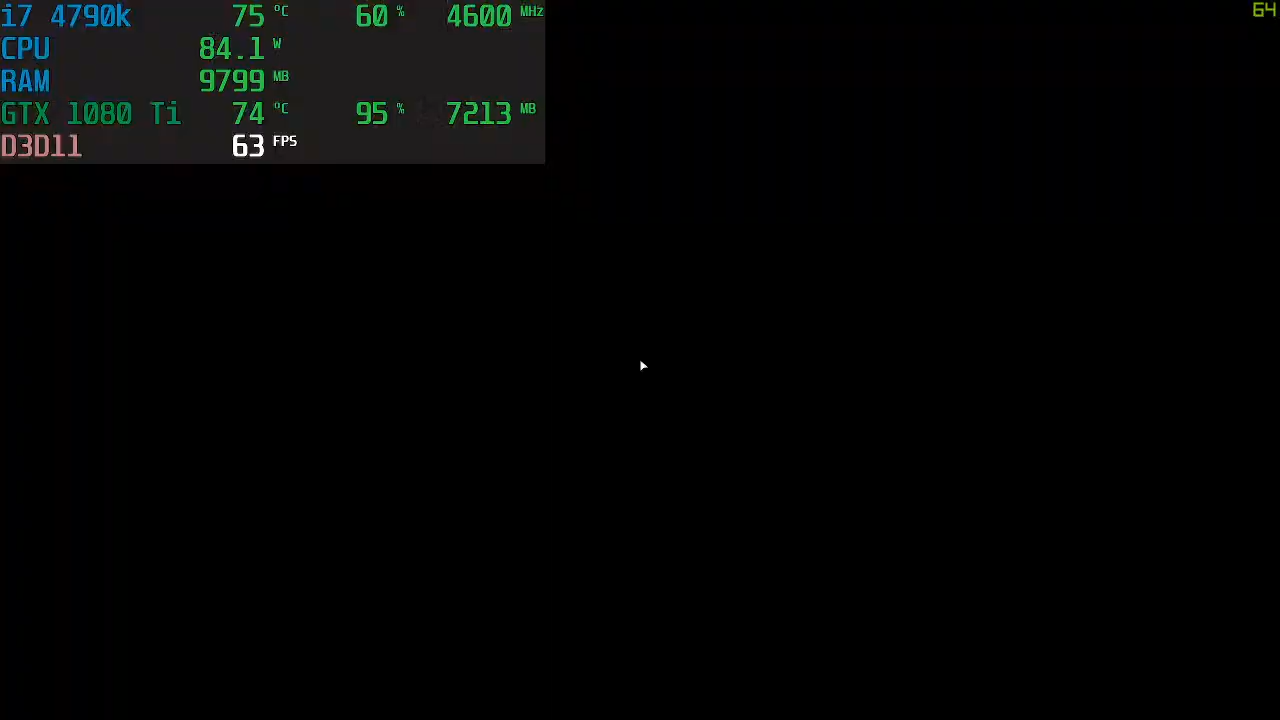 i7 4790k 75 °C 60 % 4600 MHz
64
CPU 84.1 W
RAM 9799 MB
GTX 1080 Ti 74 °C 95 % 7213 MB
D3D11 63 FPS